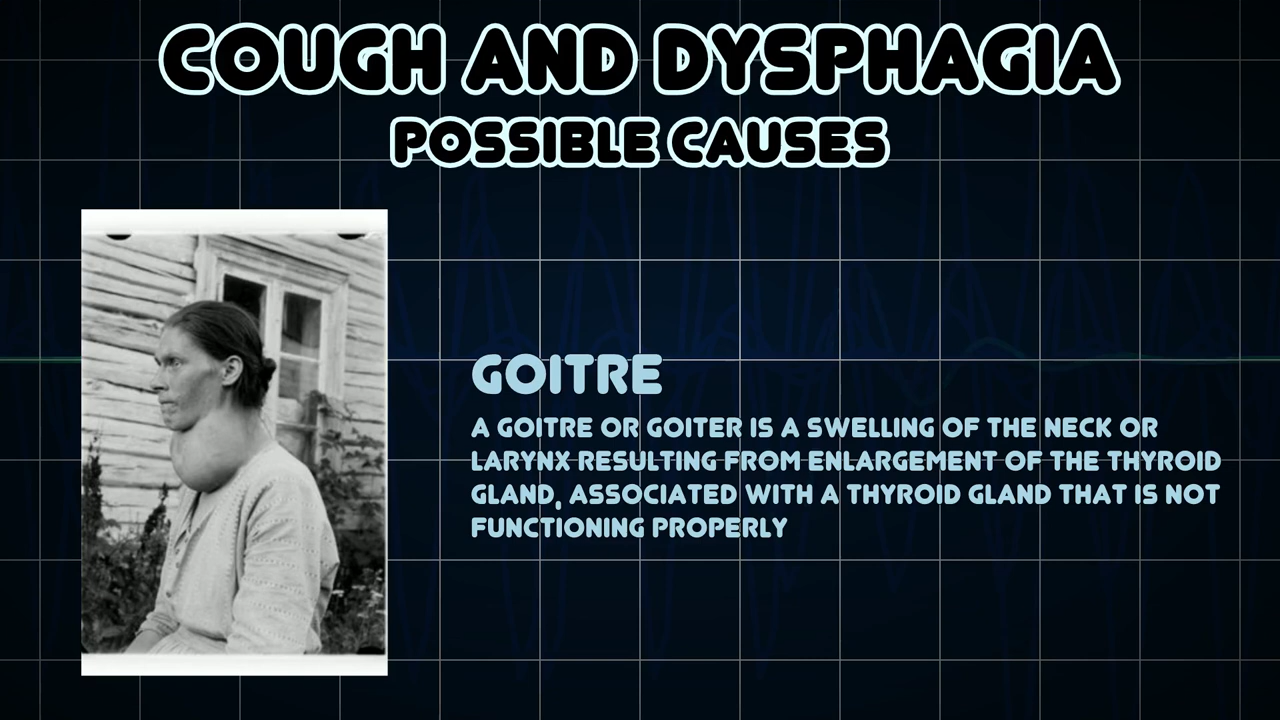 COUGH AND DYSPHAGIA
POSSIBLE CAUSES
GOITRE
A GOITRE OR GOITER IS A SWELLING OF THE NECK OR
LARYNX RESULTING FROM ENLARGEMENT OF THE THYROID
GLAND, ASSOCIATED WITH A THYROID GLAND THAT IS NOT
FUNCTIONING PROPERLY